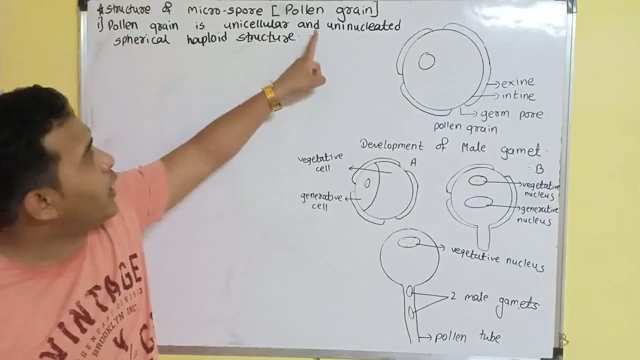 * Structure of micro-spore [Pollen grain]
1) Pollen grain is unicellular and uninucleated
spherical haploid structure
exine
intine
germ pore
pollen grain
Development of Male gamet.
vegetative
cell
A
generative
cell
B
vegetative
nucleus
generative
nucleus
vegetative nucleus
2 male gamets
pollen tube
VINTAGE
BROOKLYN